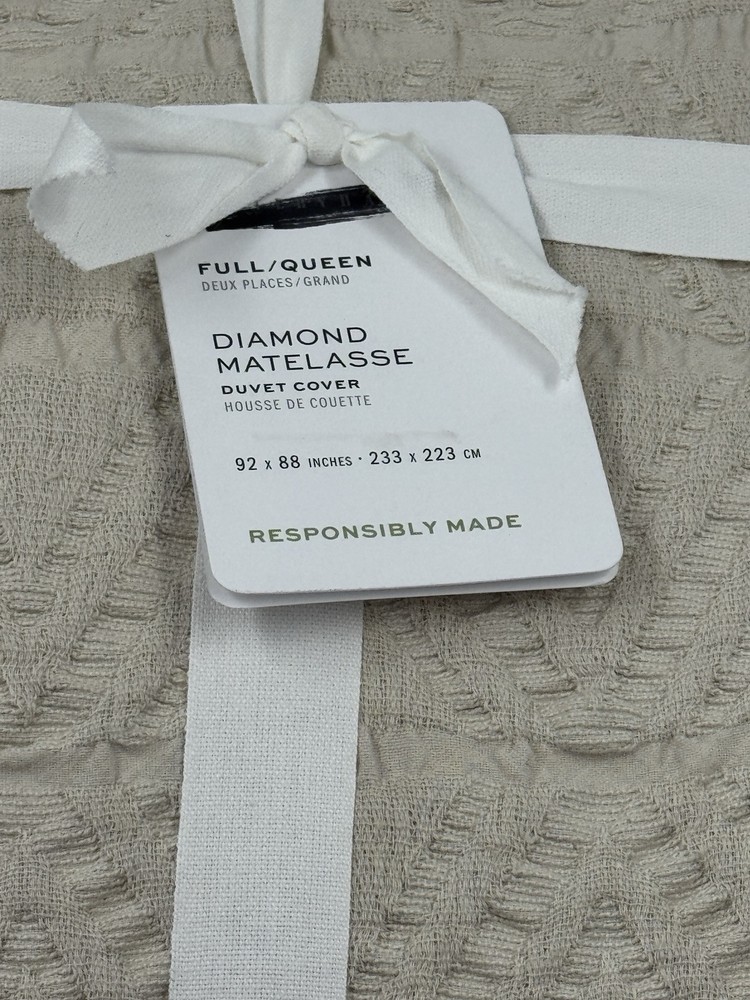 FULL/QUEEN
DEUX PLACES/GRAND
DIAMOND
MATELASSE
DUVET COVER
HOUSSE DE COUETTE
92 x 88 INCHES · 233 x 223 CM
RESPONSIBLY MADE